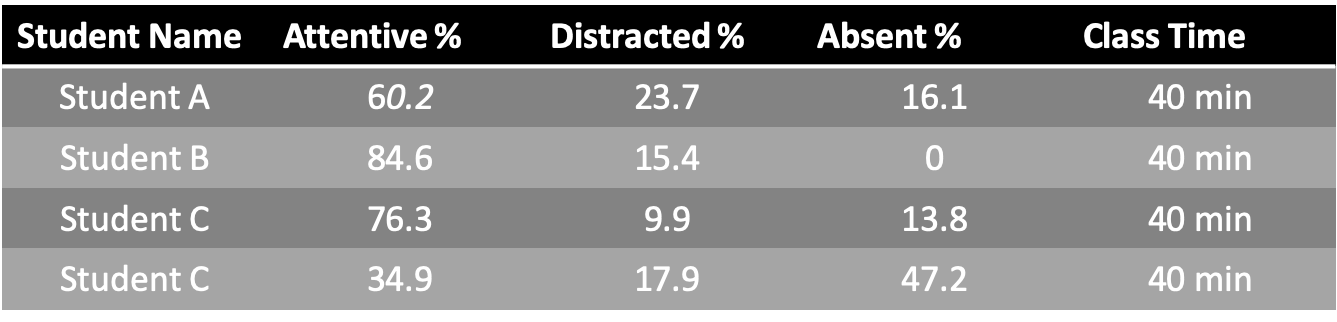 Student Name Attentive % Distracted % Absent % Class Time
Student A 60.2 23.7 16.1 40 min
Student B 84.6 15.4 0 40 min
Student C 76.3 9.9 13.8 40 min
Student C 34.9 17.9 47.2 40 min